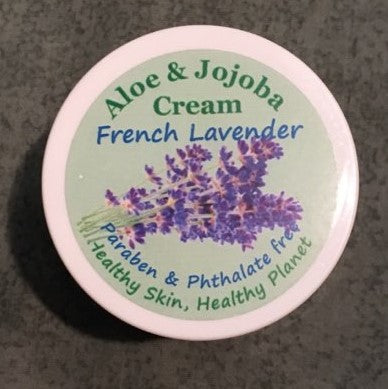 Aloe & Jojoba
Cream
French Lavender
Paraben & Phthalate free
Healthy Skin, Healthy Planet